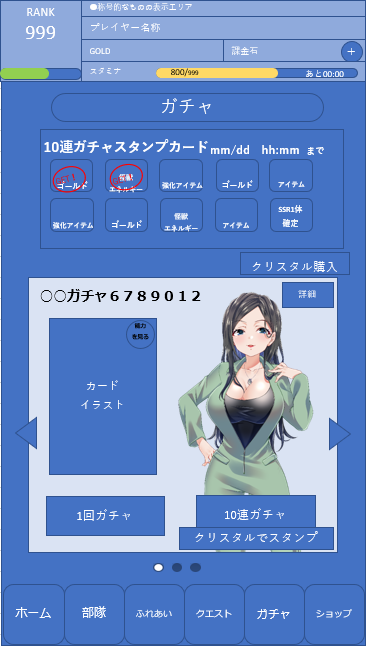 RANK
999
●称号的なものの表示エリア
プレイヤー名称
GOLD
課金石
+
スタミナ
800/999
あと00:00
ガチャ
10連ガチャスタンプカード mm/dd hh:mm まで
ゴールド
怪獣
エネルギー
強化アイテム
ゴールド
アイテム
強化アイテム
ゴールド
怪獣
エネルギー
アイテム
SSR1体
確定
クリスタル購入
○○ガチャ６７８９０１２
詳細
能力
を見る
カード
イラスト
1回ガチャ
10連ガチャ
クリスタルでスタンプ
ホーム
部隊
ふれあい
クエスト
ガチャ
ショップ